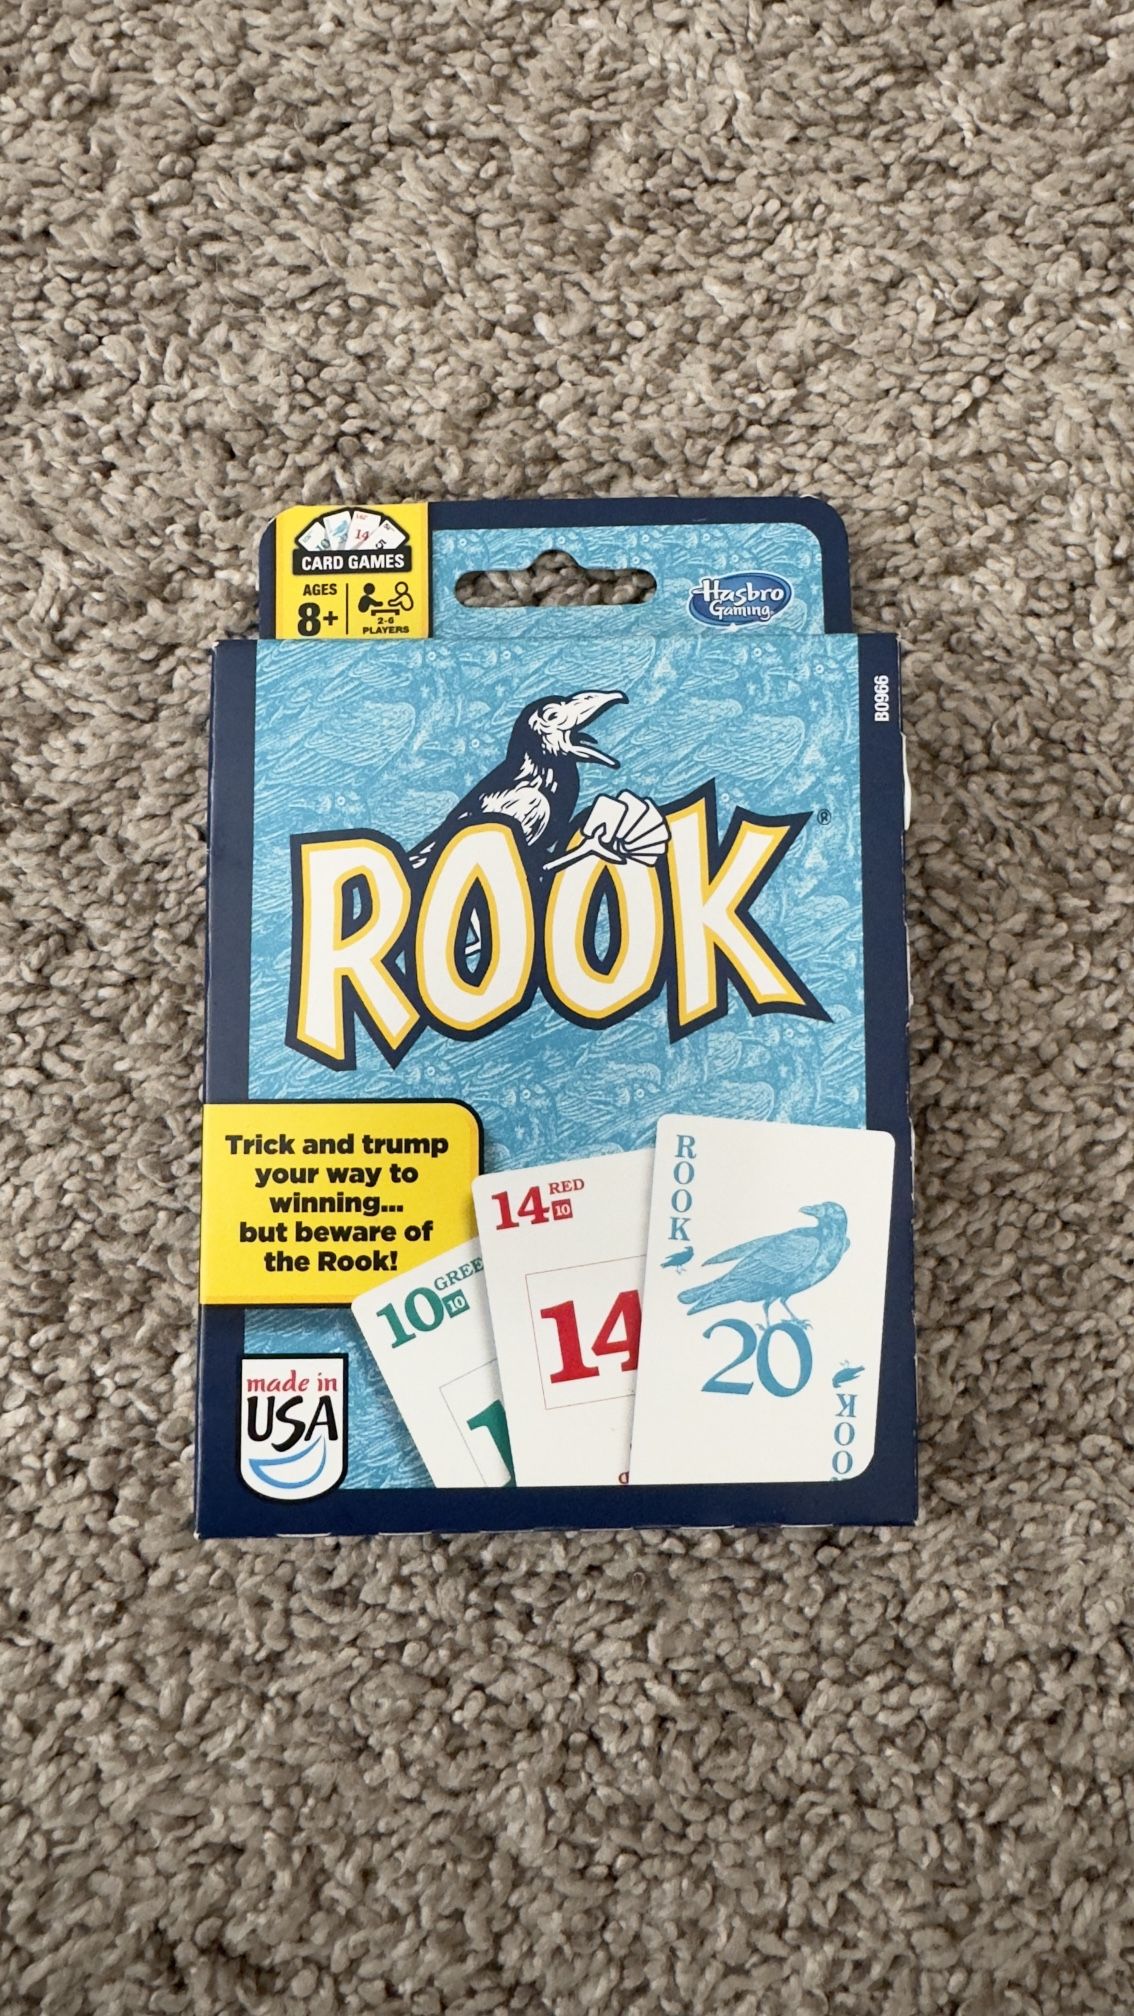 CARD GAMES
AGES
8+
2-6
PLAYERS
Hasbro
Gaming
B0966
ROOK®
Trick and trump
your way to
winning...
but beware of
the Rook!
10
10
14 RED
10
14
ROOK
20
ROOK
made in
USA